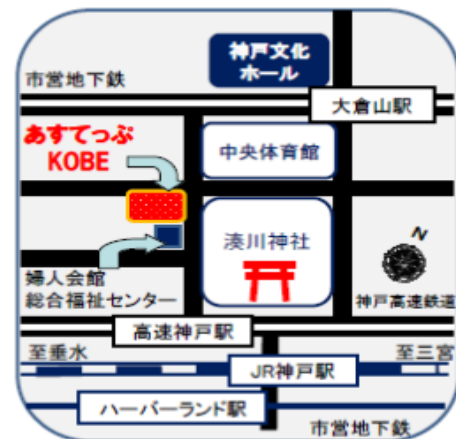 神戸文化
ホール
市営地下鉄
大倉山駅
あすてっぷ
KOBE
中央体育館
湊川神社
N
婦人会館
総合福祉センター
神戸高速鉄道
高速神戸駅
至垂水
至三宮
JR神戸駅
ハーバーランド駅
市営地下鉄